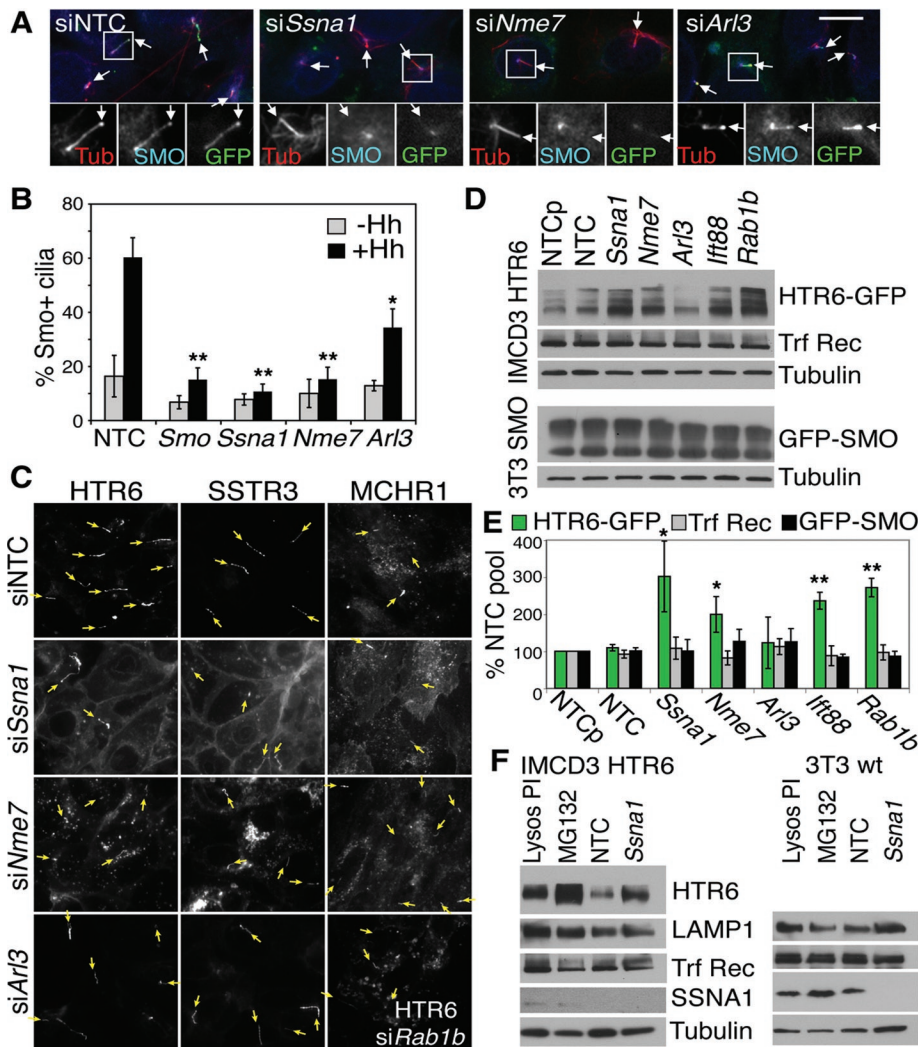 A
siNTC siSsna1 siNme7 siArl3
Tub SMO GFP Tub SMO GFP Tub SMO GFP Tub SMO GFP
B
% Smo+ cilia
80
60
40
20
0
-Hh
+Hh
** ** ** *
NTC Smo Ssna1 Nme7 Arl3
C
HTR6 SSTR3 MCHR1
siNTC
siSsna1
siNme7
siArl3
HTR6
siRab1b
D
NTCp NTC Ssna1 Nme7 Arl3 Ift88 Rab1b
IMCD3 HTR6
HTR6-GFP
Trf Rec
Tubulin
3T3 SMO
GFP-SMO
Tubulin
E
HTR6-GFP Trf Rec GFP-SMO
% NTC pool
400
300
200
100
0
* * ** **
NTCp NTC Ssna1 Nme7 Arl3 Ift88 Rab1b
F
IMCD3 HTR6 3T3 wt
Lysos PI MG132 NTC Ssna1 Lysos PI MG132 NTC Ssna1
HTR6
LAMP1
Trf Rec
SSNA1
Tubulin